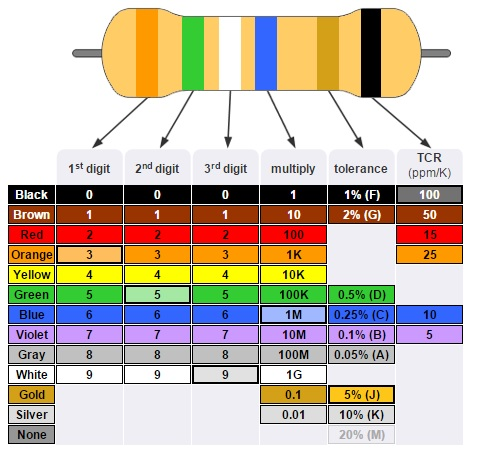 1st digit 2nd digit 3rd digit multiply tolerance TCR (ppm/K)
Black 0 0 0 1 1% (F) 100
Brown 1 1 1 10 2% (G) 50
Red 2 2 2 100 15
Orange 3 3 3 1K 25
Yellow 4 4 4 10K
Green 5 5 5 100K 0.5% (D)
Blue 6 6 6 1M 0.25% (C) 10
Violet 7 7 7 10M 0.1% (B) 5
Gray 8 8 8 100M 0.05% (A)
White 9 9 9 1G
Gold 0.1 5% (J)
Silver 0.01 10% (K)
None 20% (M)